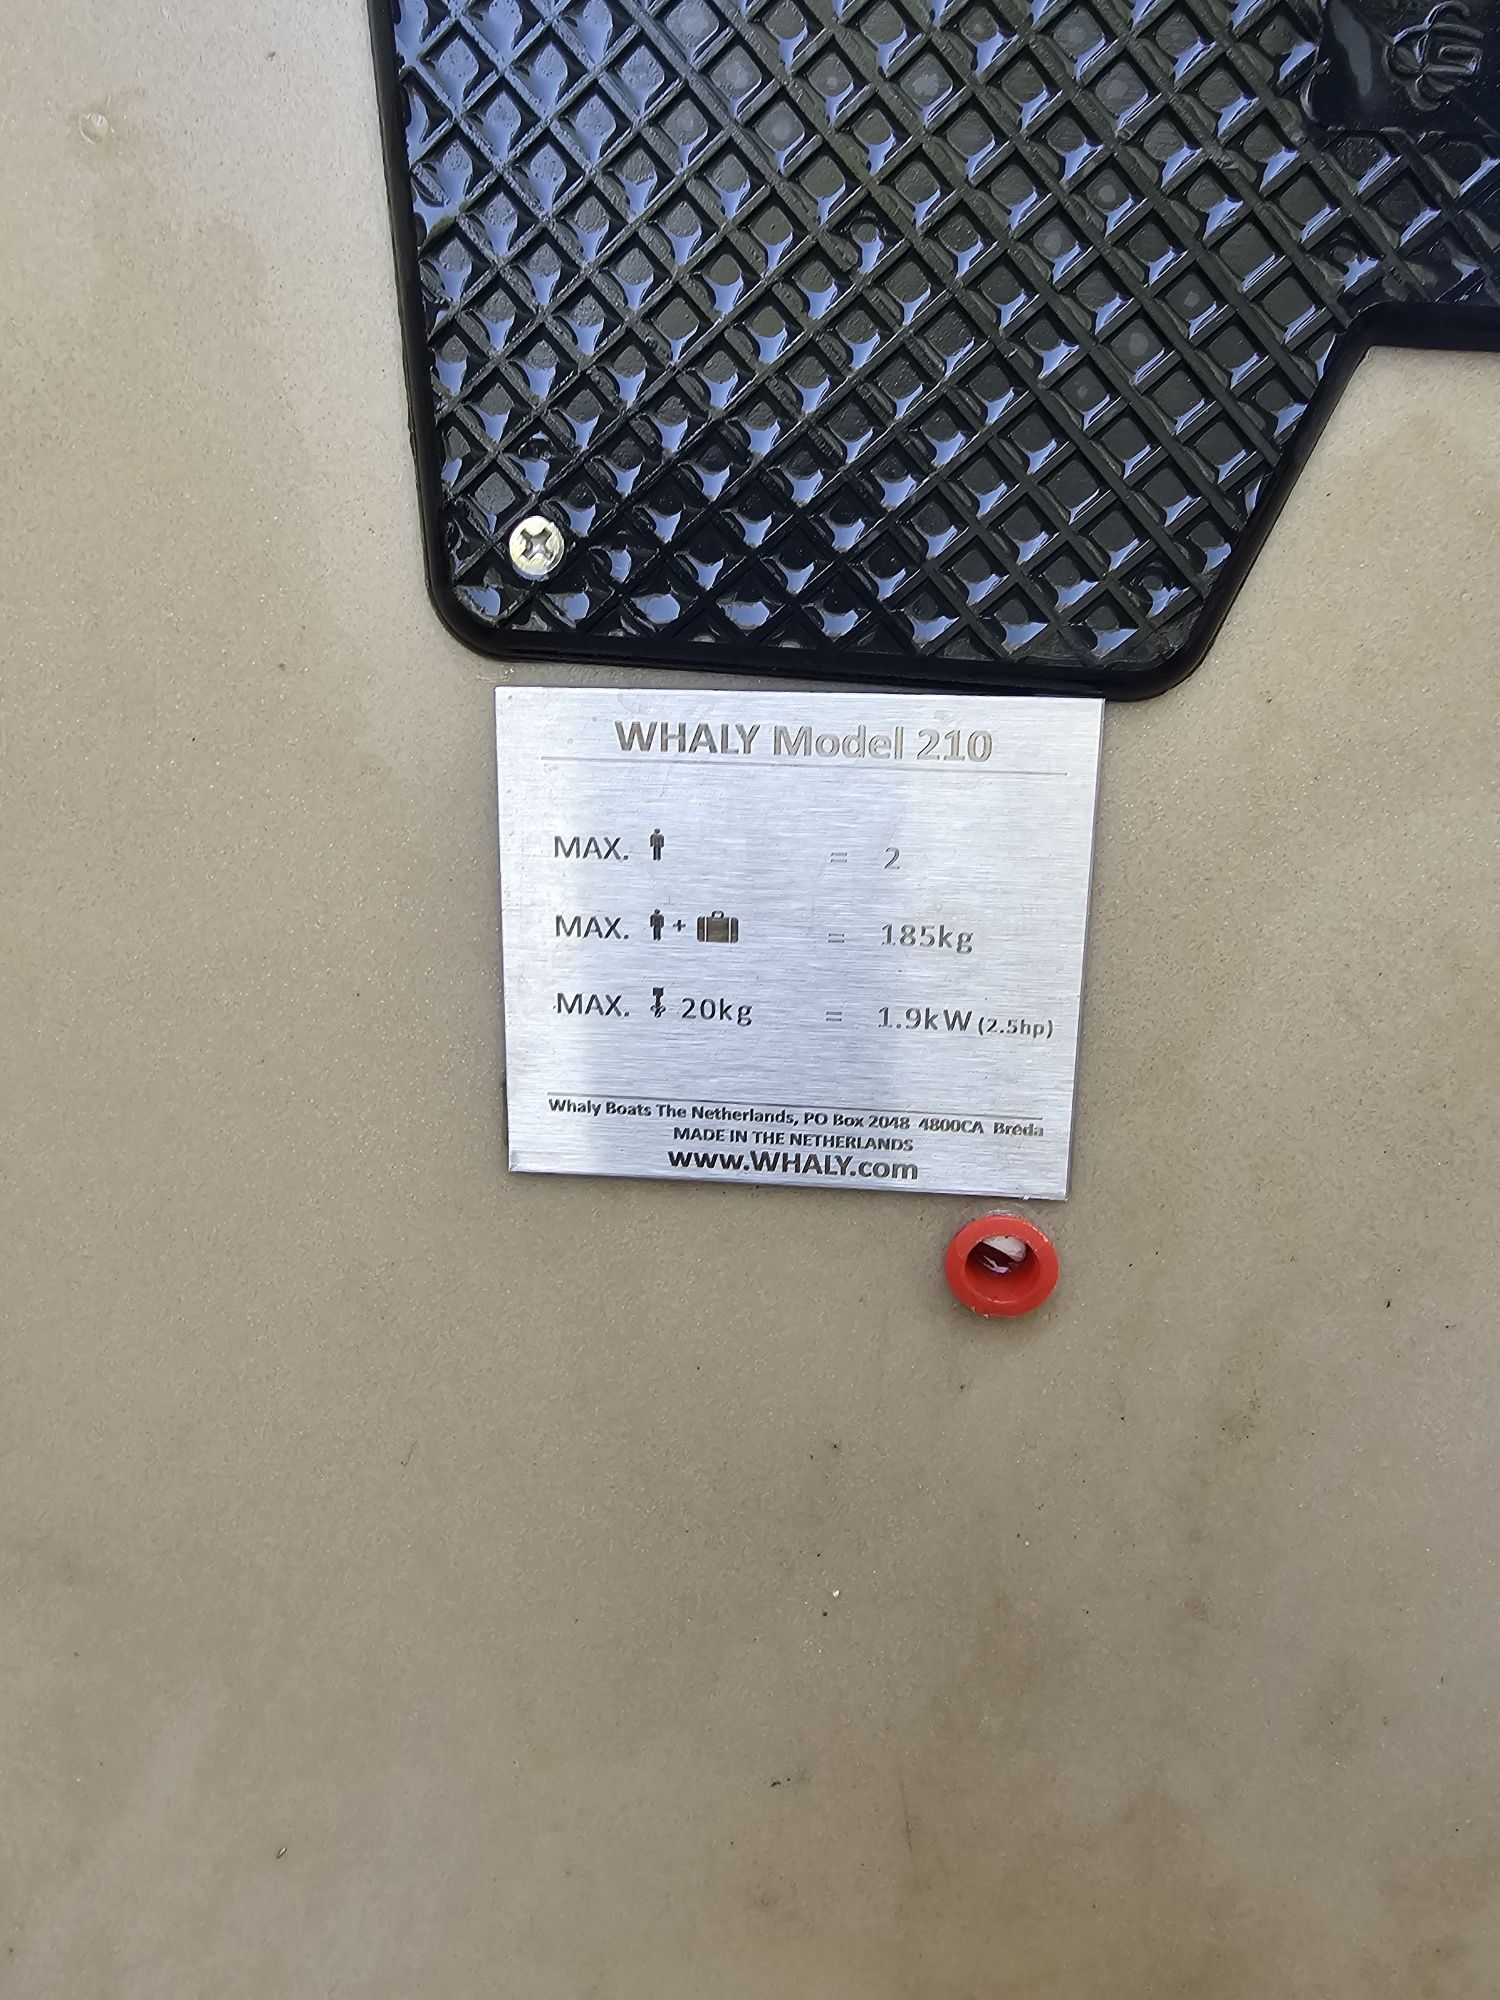 WHALY Model 210
MAX. = 2
MAX. + = 185kg
MAX. 20kg = 1.9kW (2.5hp)
Whaly Boats The Netherlands, PO Box 2048 4800CA Breda
MADE IN THE NETHERLANDS
www.WHALY.com